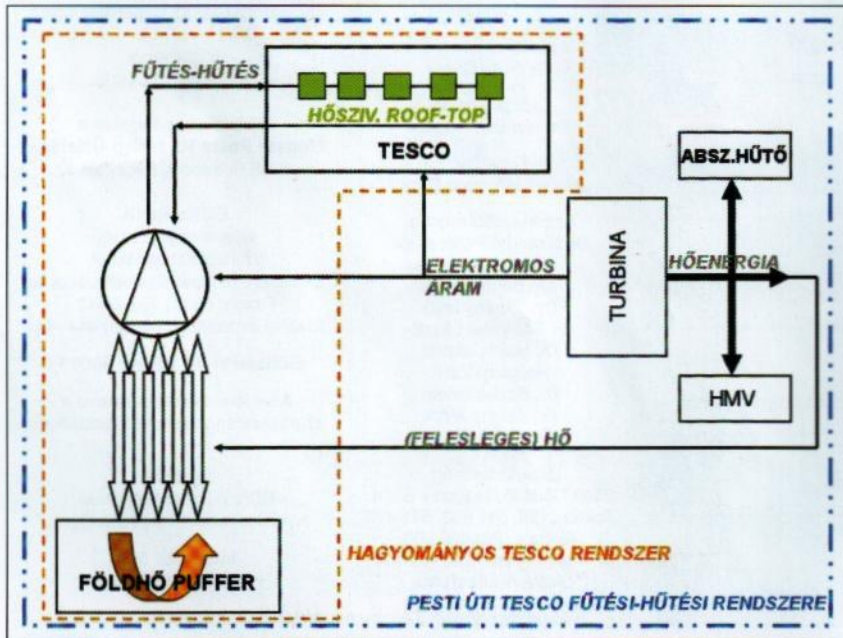 FŰTÉS-HŰTÉS
HŐSZIV. ROOF-TOP
TESCO
ABSZ.HŰTŐ
TURBINA
HŐENERGIA
ELEKTROMOS
ÁRAM
HMV
(FELESLEGES) HŐ
FÖLDHŐ PUFFER
HAGYOMÁNYOS TESCO RENDSZER
PESTI ÚTI TESCO FŰTÉSI-HŰTÉSI RENDSZERE